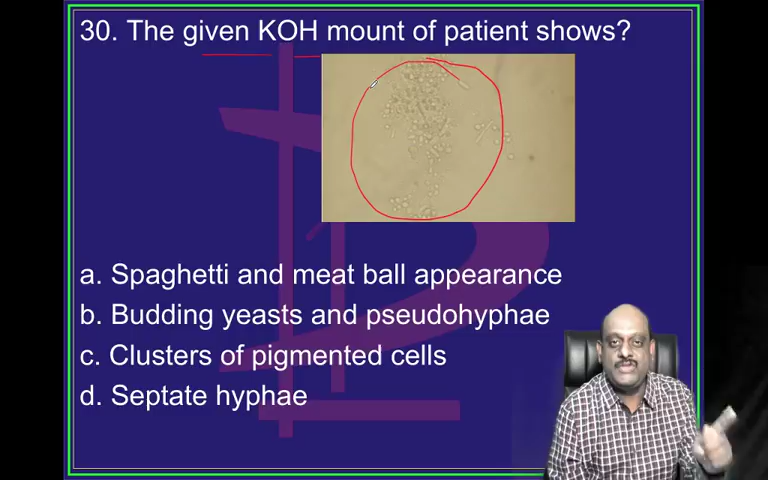 30. The given KOH mount of patient shows?
a. Spaghetti and meat ball appearance
b. Budding yeasts and pseudohyphae
c. Clusters of pigmented cells
d. Septate hyphae